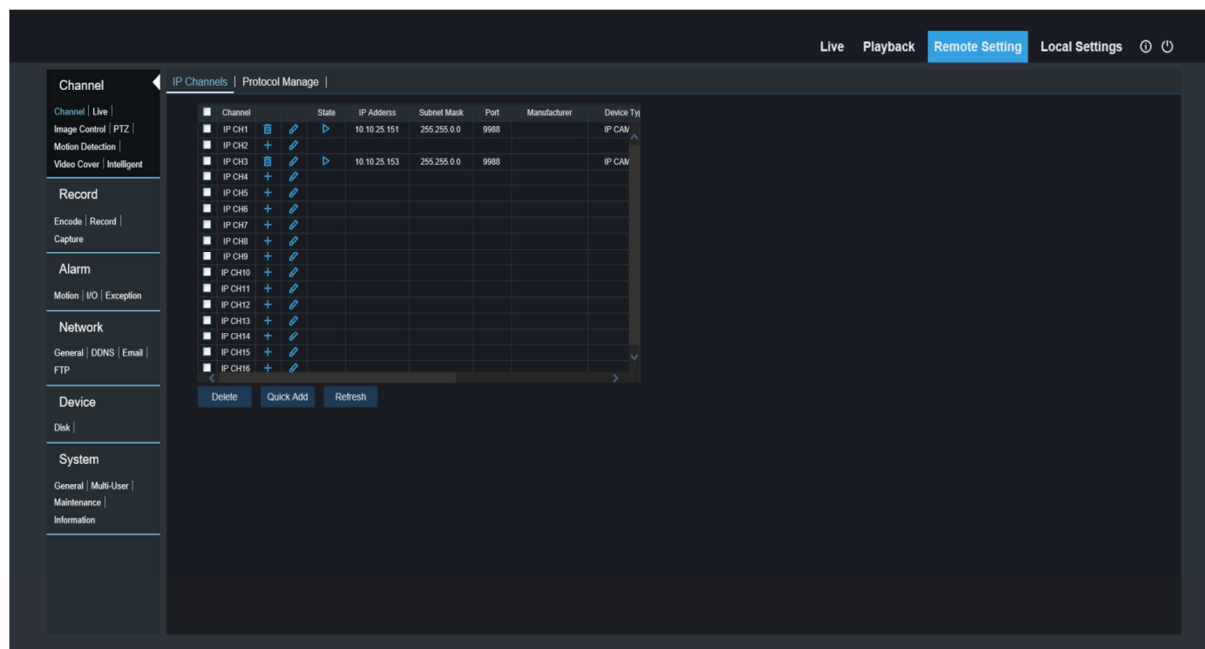 Live Playback Remote Setting Local Settings
Channel
Channel | Live |
Image Control | PTZ |
Motion Detection |
Video Cover | Intelligent
Record
Encode | Record |
Capture
Alarm
Motion | I/O | Exception
Network
General | DDNS | Email |
FTP
Device
Disk |
System
General | Multi-User |
Maintenance |
Information
IP Channels | Protocol Manage |
Channel State IP Adderss Subnet Mask Port Manufacturer Device Typ
IP CH1 10.10.25.151 255.255.0.0 9988 IP CAM
IP CH2
IP CH3 10.10.25.153 255.255.0.0 9988 IP CAM
IP CH4
IP CH5
IP CH6
IP CH7
IP CH8
IP CH9
IP CH10
IP CH11
IP CH12
IP CH13
IP CH14
IP CH15
IP CH16
Delete Quick Add Refresh